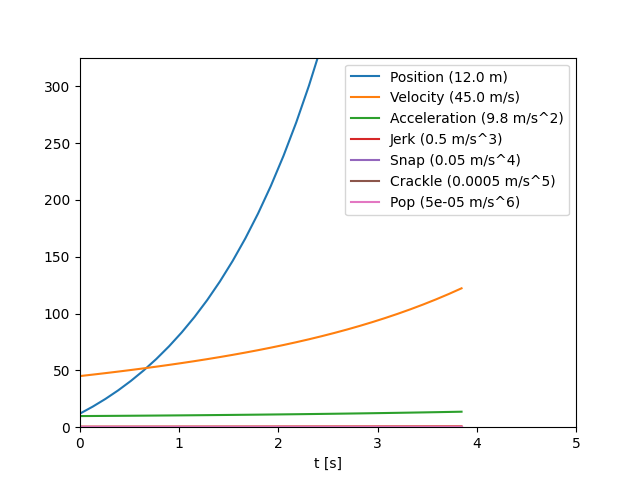 300
250
200
150
100
50
0
0 1 2 3 4 5
t [s]
Position (12.0 m)
Velocity (45.0 m/s)
Acceleration (9.8 m/s^2)
Jerk (0.5 m/s^3)
Snap (0.05 m/s^4)
Crackle (0.0005 m/s^5)
Pop (5e-05 m/s^6)